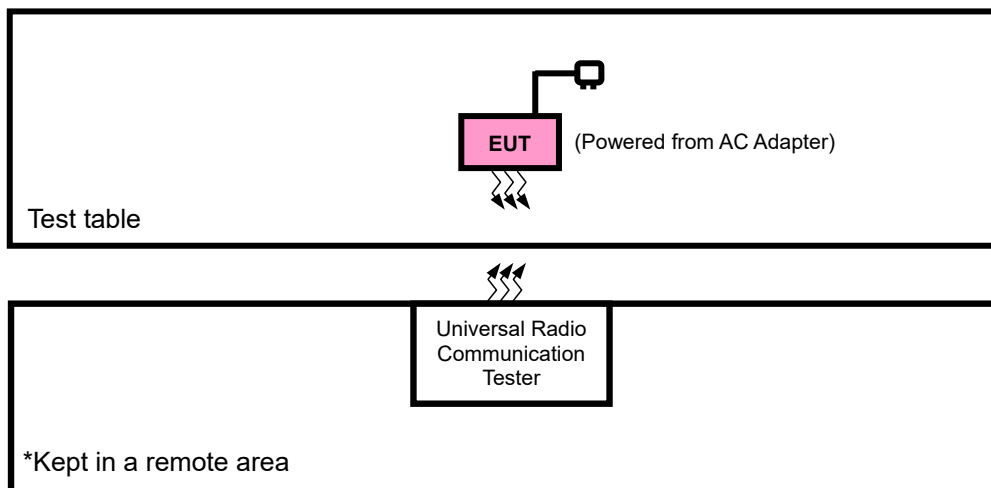 EUT
(Powered from AC Adapter)
Test table
Universal Radio
Communication
Tester
*Kept in a remote area